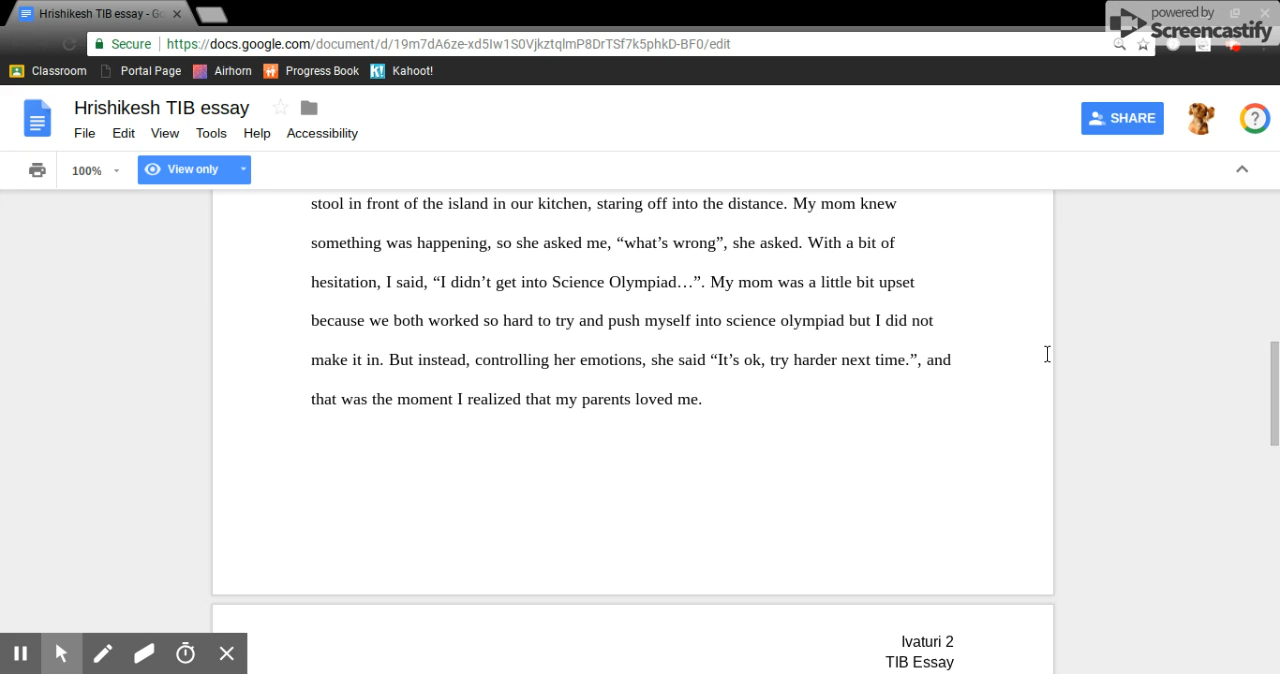 Hrishikesh TIB essay - Go
powered by
Screencastify
Secure https://docs.google.com/document/d/19m7dA6ze-xd5Iw1S0VjkztqlmP8DrTSf7k5phkD-BF0/edit
Classroom Portal Page Airhorn Progress Book K! Kahoot!
Hrishikesh TIB essay
SHARE
File Edit View Tools Help Accessibility
100% View only
stool in front of the island in our kitchen, staring off into the distance. My mom knew
something was happening, so she asked me, “what’s wrong”, she asked. With a bit of
hesitation, I said, “I didn’t get into Science Olympiad…”. My mom was a little bit upset
because we both worked so hard to try and push myself into science olympiad but I did not
make it in. But instead, controlling her emotions, she said “It’s ok, try harder next time.”, and
that was the moment I realized that my parents loved me.
Ivaturi 2
TIB Essay